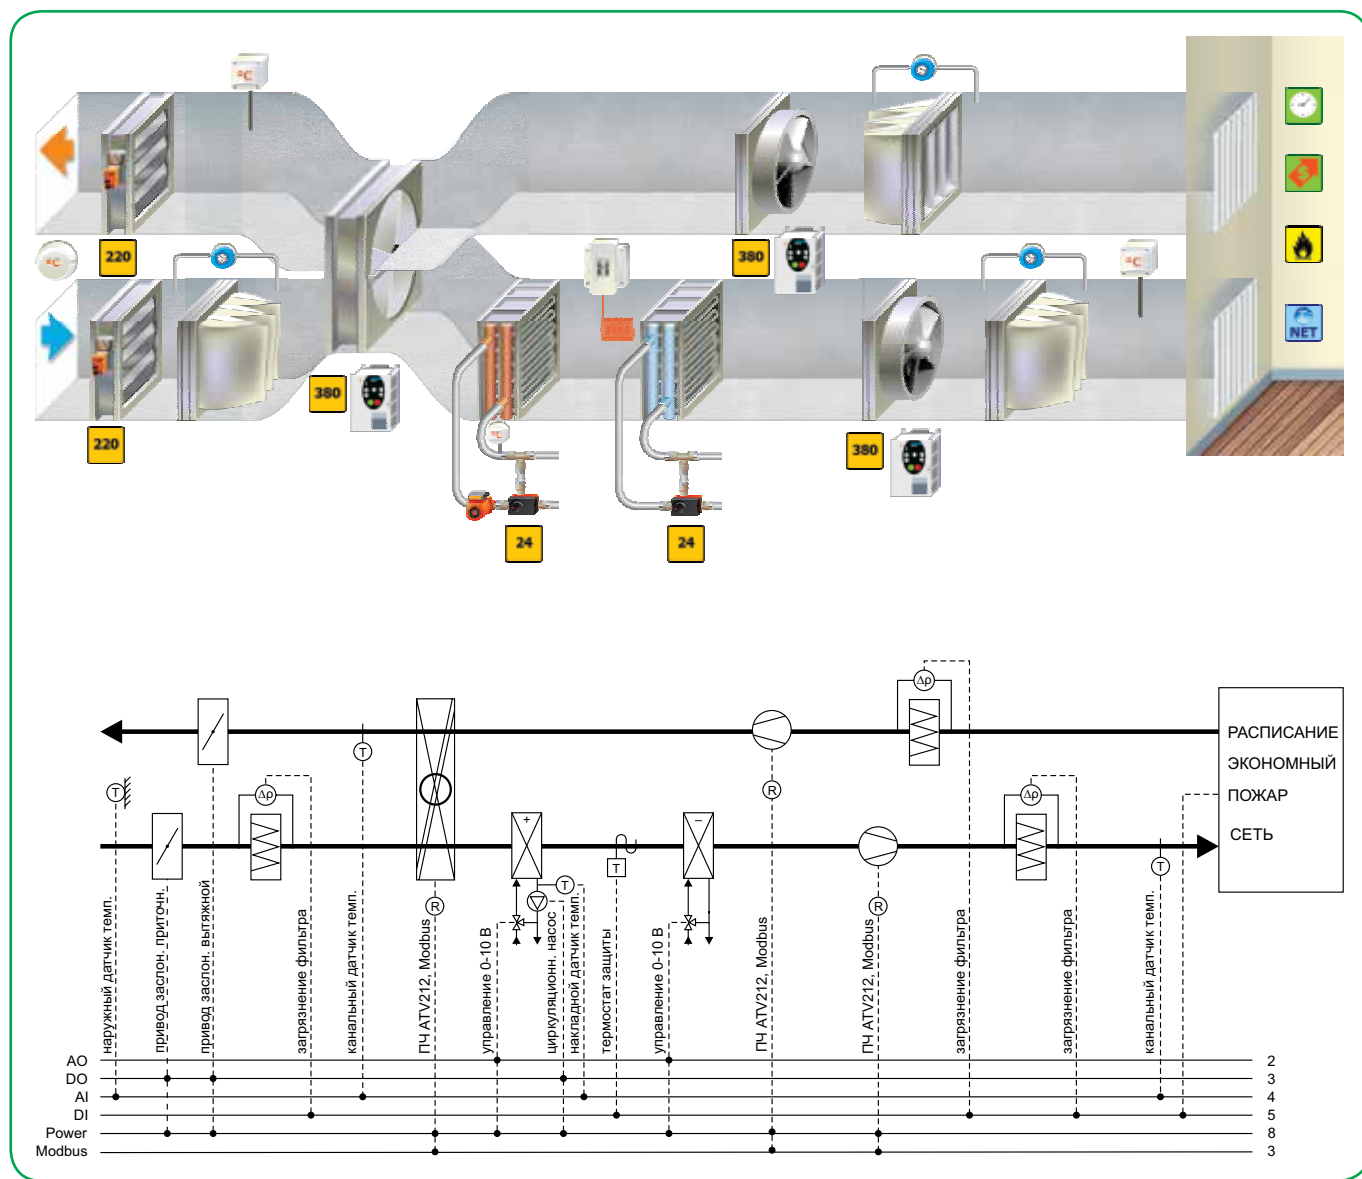 °C
°C
220
380
°C
NET
380
°C
220
380
24
24
Δp
РАСПИСАНИЕ
T
ЭКОНОМНЫЙ
T
Δp
R
Δp
ПОЖАР
+
–
СЕТЬ
T
T
T
R
R
наружный датчик темп.
привод заслон. приточн.
привод заслон. вытяжной
загрязнение фильтра
канальный датчик темп.
ПЧ ATV212, Modbus
управление 0-10 В
циркуляционн. насос
накладной датчик темп.
термостат защиты
управление 0-10 В
ПЧ ATV212, Modbus
ПЧ ATV212, Modbus
загрязнение фильтра
загрязнение фильтра
канальный датчик темп.
AO 2
DO 3
AI 4
DI 5
Power 8
Modbus 3